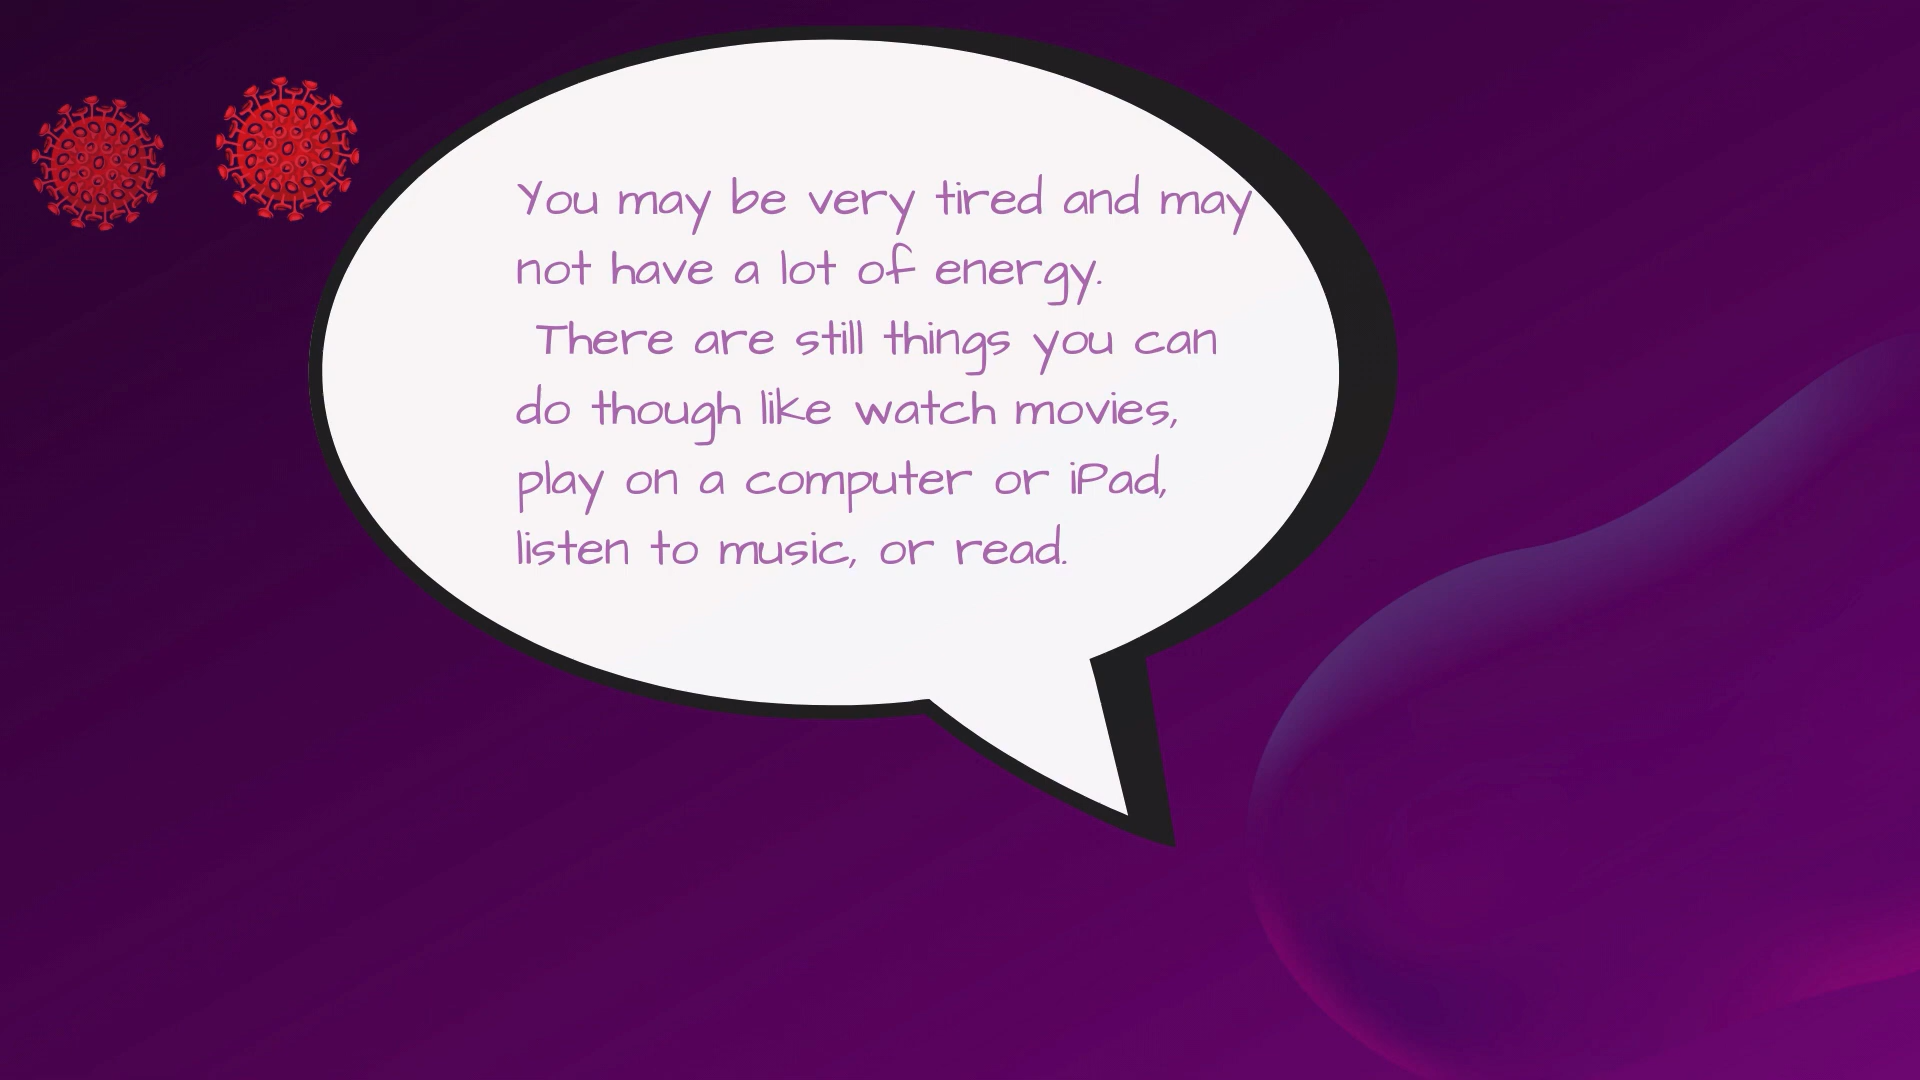 You may be very tired and may
not have a lot of energy.
There are still things you can
do though like watch movies,
play on a computer or iPad,
listen to music, or read.